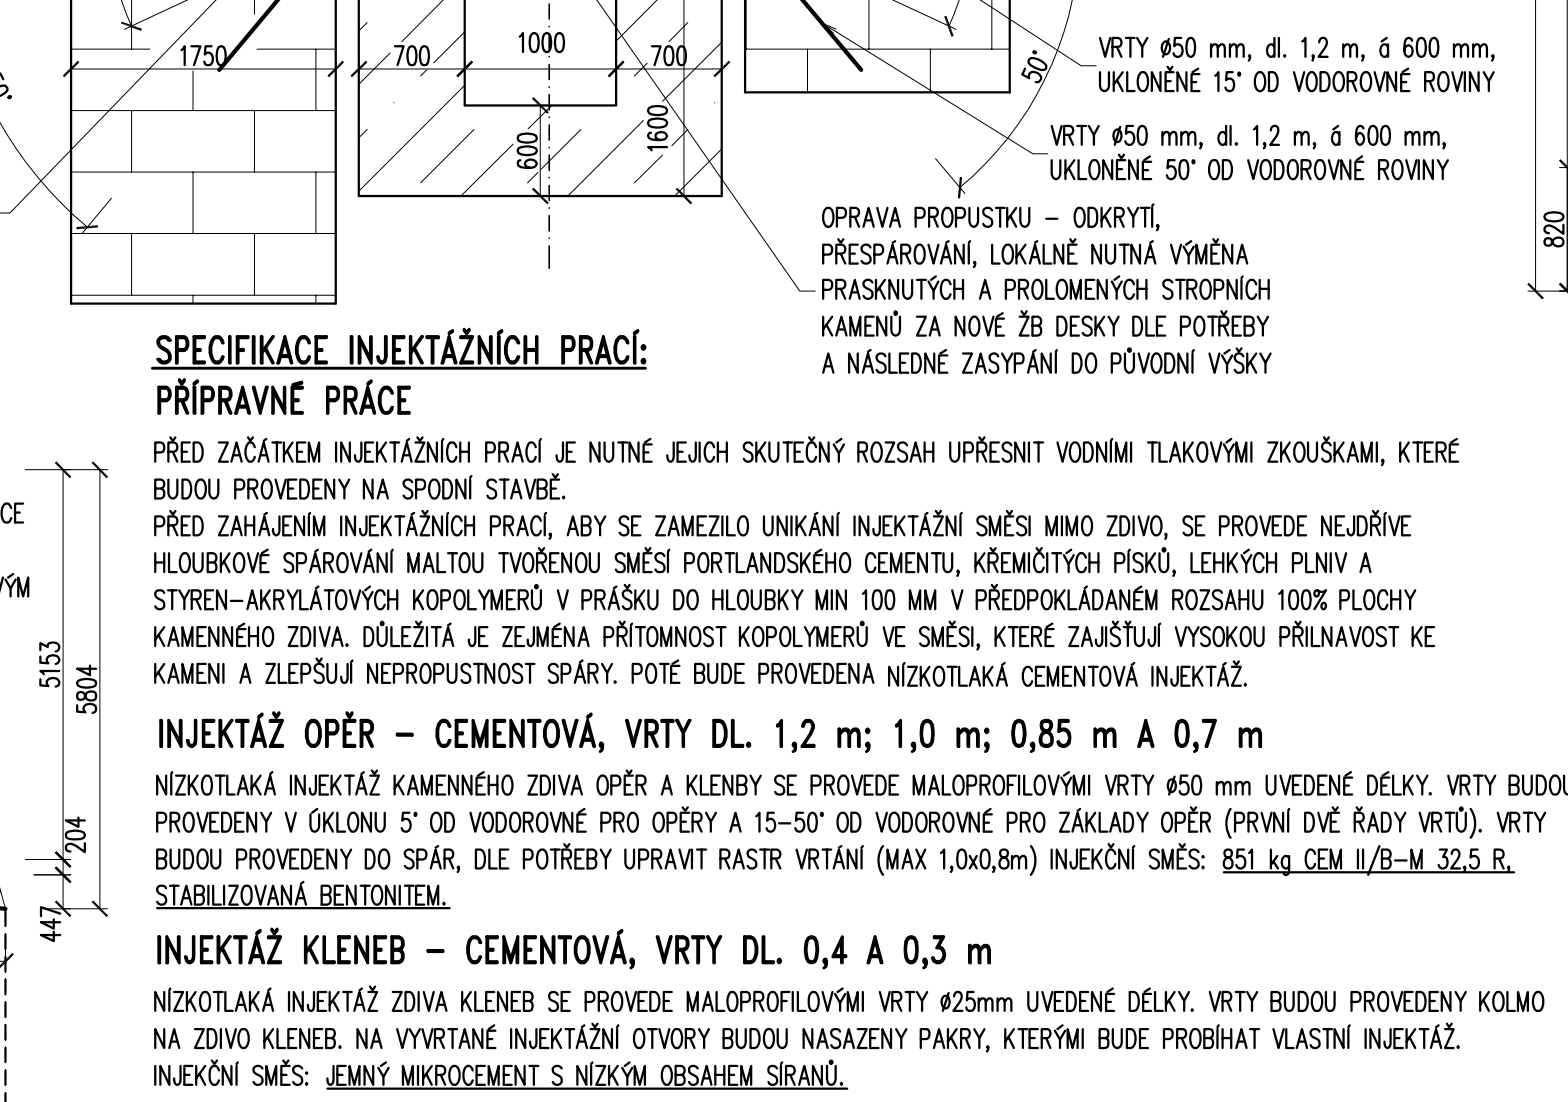 1750
700
1000
700
600
1600
50°
VRTY ø50 mm, dl. 1,2 m, á 600 mm,
UKLONĚNÉ 15° OD VODOROVNÉ ROVINY
VRTY ø50 mm, dl. 1,2 m, á 600 mm,
UKLONĚNÉ 50° OD VODOROVNÉ ROVINY
OPRAVA PROPUSTKU – ODKRYTÍ,
PŘESPÁROVÁNÍ, LOKÁLNĚ NUTNÁ VÝMĚNA
PRASKNUTÝCH A PROLOMENÝCH STROPNÍCH
KAMENŮ ZA NOVÉ ŽB DESKY DLE POTŘEBY
A NÁSLEDNÉ ZASYPÁNÍ DO PŮVODNÍ VÝŠKY
820
SPECIFIKACE INJEKTÁŽNÍCH PRACÍ:
PŘÍPRAVNÉ PRÁCE
PŘED ZAČÁTKEM INJEKTÁŽNÍCH PRACÍ JE NUTNÉ JEJICH SKUTEČNÝ ROZSAH UPŘESNIT VODNÍMI TLAKOVÝMI ZKOUŠKAMI, KTERÉ
BUDOU PROVEDENY NA SPODNÍ STAVBĚ.
PŘED ZAHÁJENÍM INJEKTÁŽNÍCH PRACÍ, ABY SE ZAMEZILO UNIKÁNÍ INJEKTÁŽNÍ SMĚSI MIMO ZDIVO, SE PROVEDE NEJDŘÍVE
HLOUBKOVÉ SPÁROVÁNÍ MALTOU TVOŘENOU SMĚSÍ PORTLANDSKÉHO CEMENTU, KŘEMIČITÝCH PÍSKŮ, LEHKÝCH PLNIV A
STYREN–AKRYLÁTOVÝCH KOPOLYMERŮ V PRÁŠKU DO HLOUBKY MIN 100 MM V PŘEDPOKLÁDANÉM ROZSAHU 100% PLOCHY
KAMENNÉHO ZDIVA. DŮLEŽITÁ JE ZEJMÉNA PŘÍTOMNOST KOPOLYMERŮ VE SMĚSI, KTERÉ ZAJIŠŤUJÍ VYSOKOU PŘILNAVOST KE
KAMENI A ZLEPŠUJÍ NEPROPUSTNOST SPÁRY. POTÉ BUDE PROVEDENA NÍZKOTLAKÁ CEMENTOVÁ INJEKTÁŽ.
CE
VÝM
5153
5804
204
447
INJEKTÁŽ OPĚR – CEMENTOVÁ, VRTY DL. 1,2 m; 1,0 m; 0,85 m A 0,7 m
NÍZKOTLAKÁ INJEKTÁŽ KAMENNÉHO ZDIVA OPĚR A KLENBY SE PROVEDE MALOPROFILOVÝMI VRTY ø50 mm UVEDENÉ DÉLKY. VRTY BUDOU
PROVEDENY V ÚKLONU 5° OD VODOROVNÉ PRO OPĚRY A 15–50° OD VODOROVNÉ PRO ZÁKLADY OPĚR (PRVNÍ DVĚ ŘADY VRTŮ). VRTY
BUDOU PROVEDENY DO SPÁR, DLE POTŘEBY UPRAVIT RASTR VRTÁNÍ (MAX 1,0x0,8m) INJEKČNÍ SMĚS: 851 kg CEM II/B–M 32,5 R,
STABILIZOVANÁ BENTONITEM.
INJEKTÁŽ KLENEB – CEMENTOVÁ, VRTY DL. 0,4 A 0,3 m
NÍZKOTLAKÁ INJEKTÁŽ ZDIVA KLENEB SE PROVEDE MALOPROFILOVÝMI VRTY ø25mm UVEDENÉ DÉLKY. VRTY BUDOU PROVEDENY KOLMO
NA ZDIVO KLENEB. NA VYVRTANÉ INJEKTÁŽNÍ OTVORY BUDOU NASAZENY PAKRY, KTERÝMI BUDE PROBÍHAT VLASTNÍ INJEKTÁŽ.
INJEKČNÍ SMĚS: JEMNÝ MIKROCEMENT S NÍZKÝM OBSAHEM SÍRANŮ.